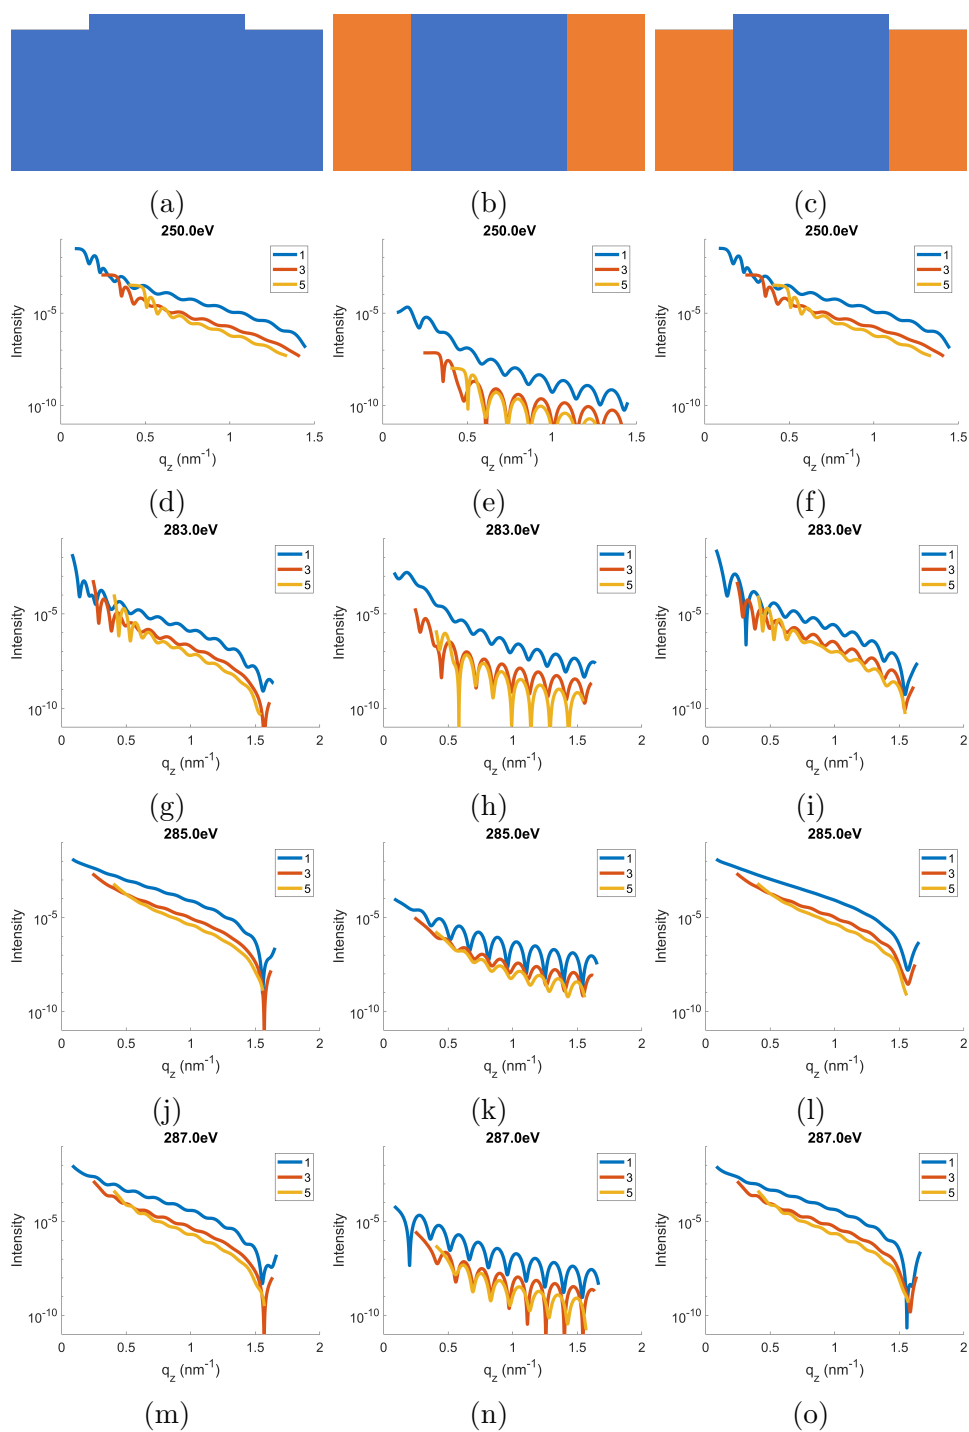 (a) (b) (c)
250.0eV 250.0eV 250.0eV
Intensity
10^-5
10^-10
0 0.5 1 1.5
q_z (nm^-1)
1
3
5
Intensity
10^-5
10^-10
0 0.5 1 1.5
q_z (nm^-1)
1
3
5
Intensity
10^-5
10^-10
0 0.5 1 1.5
q_z (nm^-1)
1
3
5
(d) (e) (f)
283.0eV 283.0eV 283.0eV
Intensity
10^-5
10^-10
0 0.5 1 1.5 2
q_z (nm^-1)
1
3
5
Intensity
10^-5
10^-10
0 0.5 1 1.5 2
q_z (nm^-1)
1
3
5
Intensity
10^-5
10^-10
0 0.5 1 1.5 2
q_z (nm^-1)
1
3
5
(g) (h) (i)
285.0eV 285.0eV 285.0eV
Intensity
10^-5
10^-10
0 0.5 1 1.5 2
q_z (nm^-1)
1
3
5
Intensity
10^-5
10^-10
0 0.5 1 1.5 2
q_z (nm^-1)
1
3
5
Intensity
10^-5
10^-10
0 0.5 1 1.5 2
q_z (nm^-1)
1
3
5
(j) (k) (l)
287.0eV 287.0eV 287.0eV
Intensity
10^-5
10^-10
0 0.5 1 1.5 2
q_z (nm^-1)
1
3
5
Intensity
10^-5
10^-10
0 0.5 1 1.5 2
q_z (nm^-1)
1
3
5
Intensity
10^-5
10^-10
0 0.5 1 1.5 2
q_z (nm^-1)
1
3
5
(m) (n) (o)